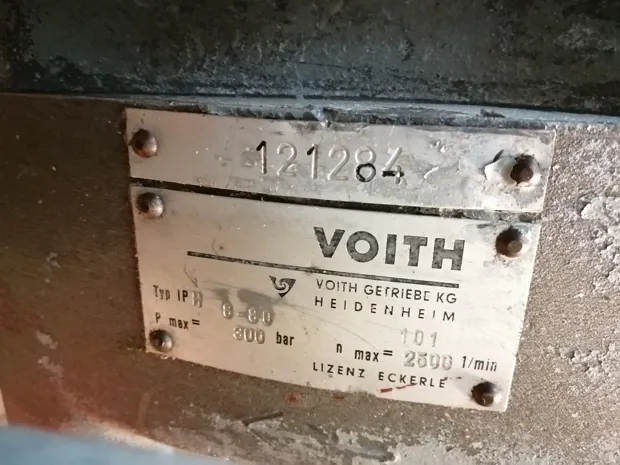 121284
VOITH
VOITH GETRIEBE KG
HEIDENHEIM
Typ IP
101
P max= 300 bar
n max= 2500 1/min
LIZENZ ECKERLE